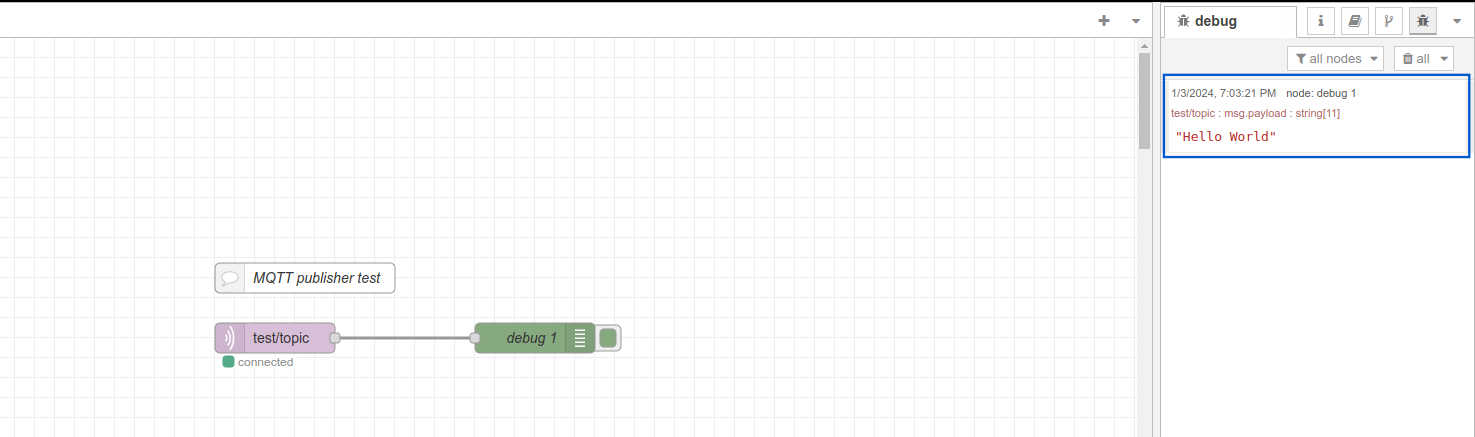 debug
all nodes
all
1/3/2024, 7:03:21 PM node: debug 1
test/topic : msg.payload : string[11]
"Hello World"
MQTT publisher test
test/topic
debug 1
connected